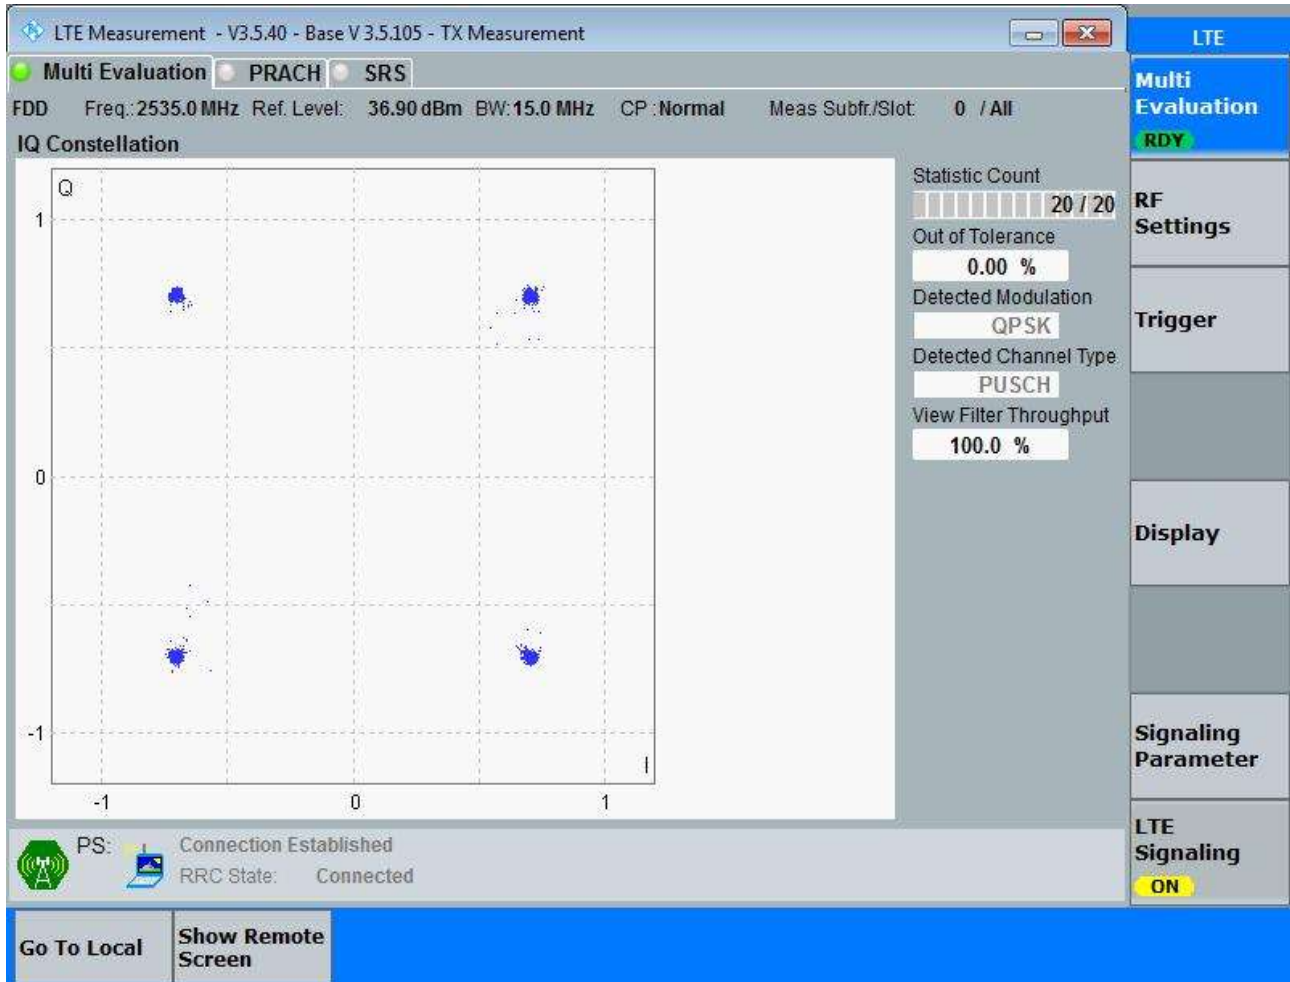 LTE Measurement - V3.5.40 - Base V 3.5.105 - TX Measurement
LTE
Multi Evaluation PRACH SRS
Multi
Evaluation
RDY
FDD Freq.: 2535.0 MHz Ref. Level: 36.90 dBm BW: 15.0 MHz CP : Normal Meas Subfr./Slot: 0 / All
IQ Constellation
Q
1
0
-1
-1 0 1
I
Statistic Count
20 / 20
Out of Tolerance
0.00 %
Detected Modulation
QPSK
Detected Channel Type
PUSCH
View Filter Throughput
100.0 %
RF
Settings
Trigger
Display
Signaling
Parameter
LTE
Signaling
ON
PS: Connection Established
RRC State: Connected
Go To Local
Show Remote
Screen